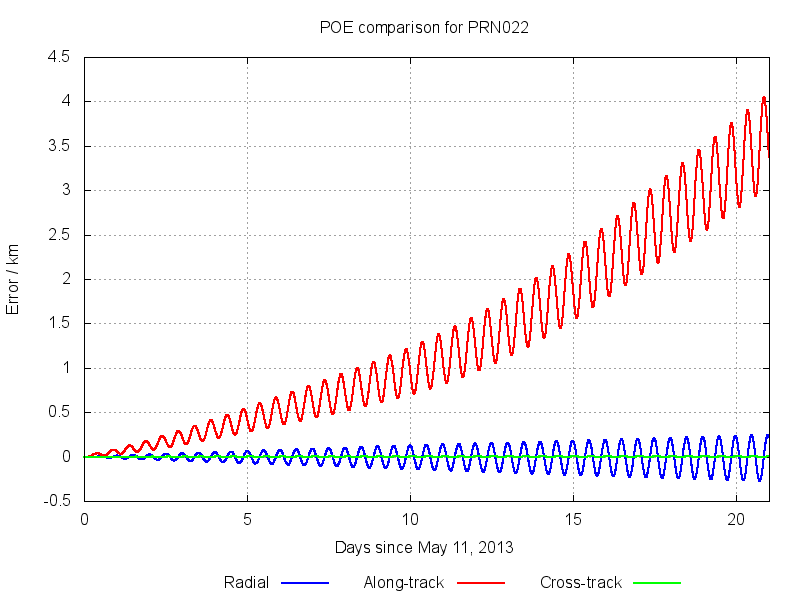 POE comparison for PRN022
4.5
4
3.5
3
2.5
2
1.5
1
0.5
0
-0.5
Error / km
0 5 10 15 20
Days since May 11, 2013
Radial Along-track Cross-track